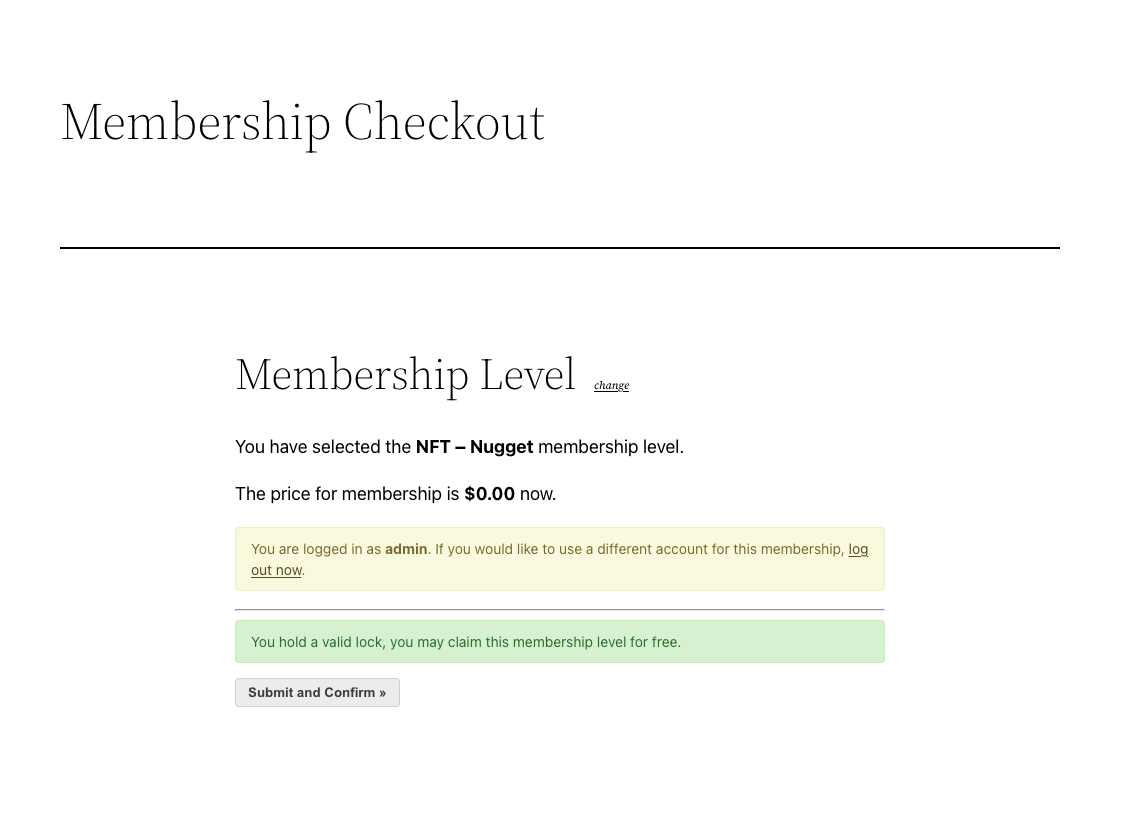 Membership Checkout
Membership Level change
You have selected the NFT – Nugget membership level.
The price for membership is $0.00 now.
You are logged in as admin. If you would like to use a different account for this membership, log
out now.
You hold a valid lock, you may claim this membership level for free.
Submit and Confirm »